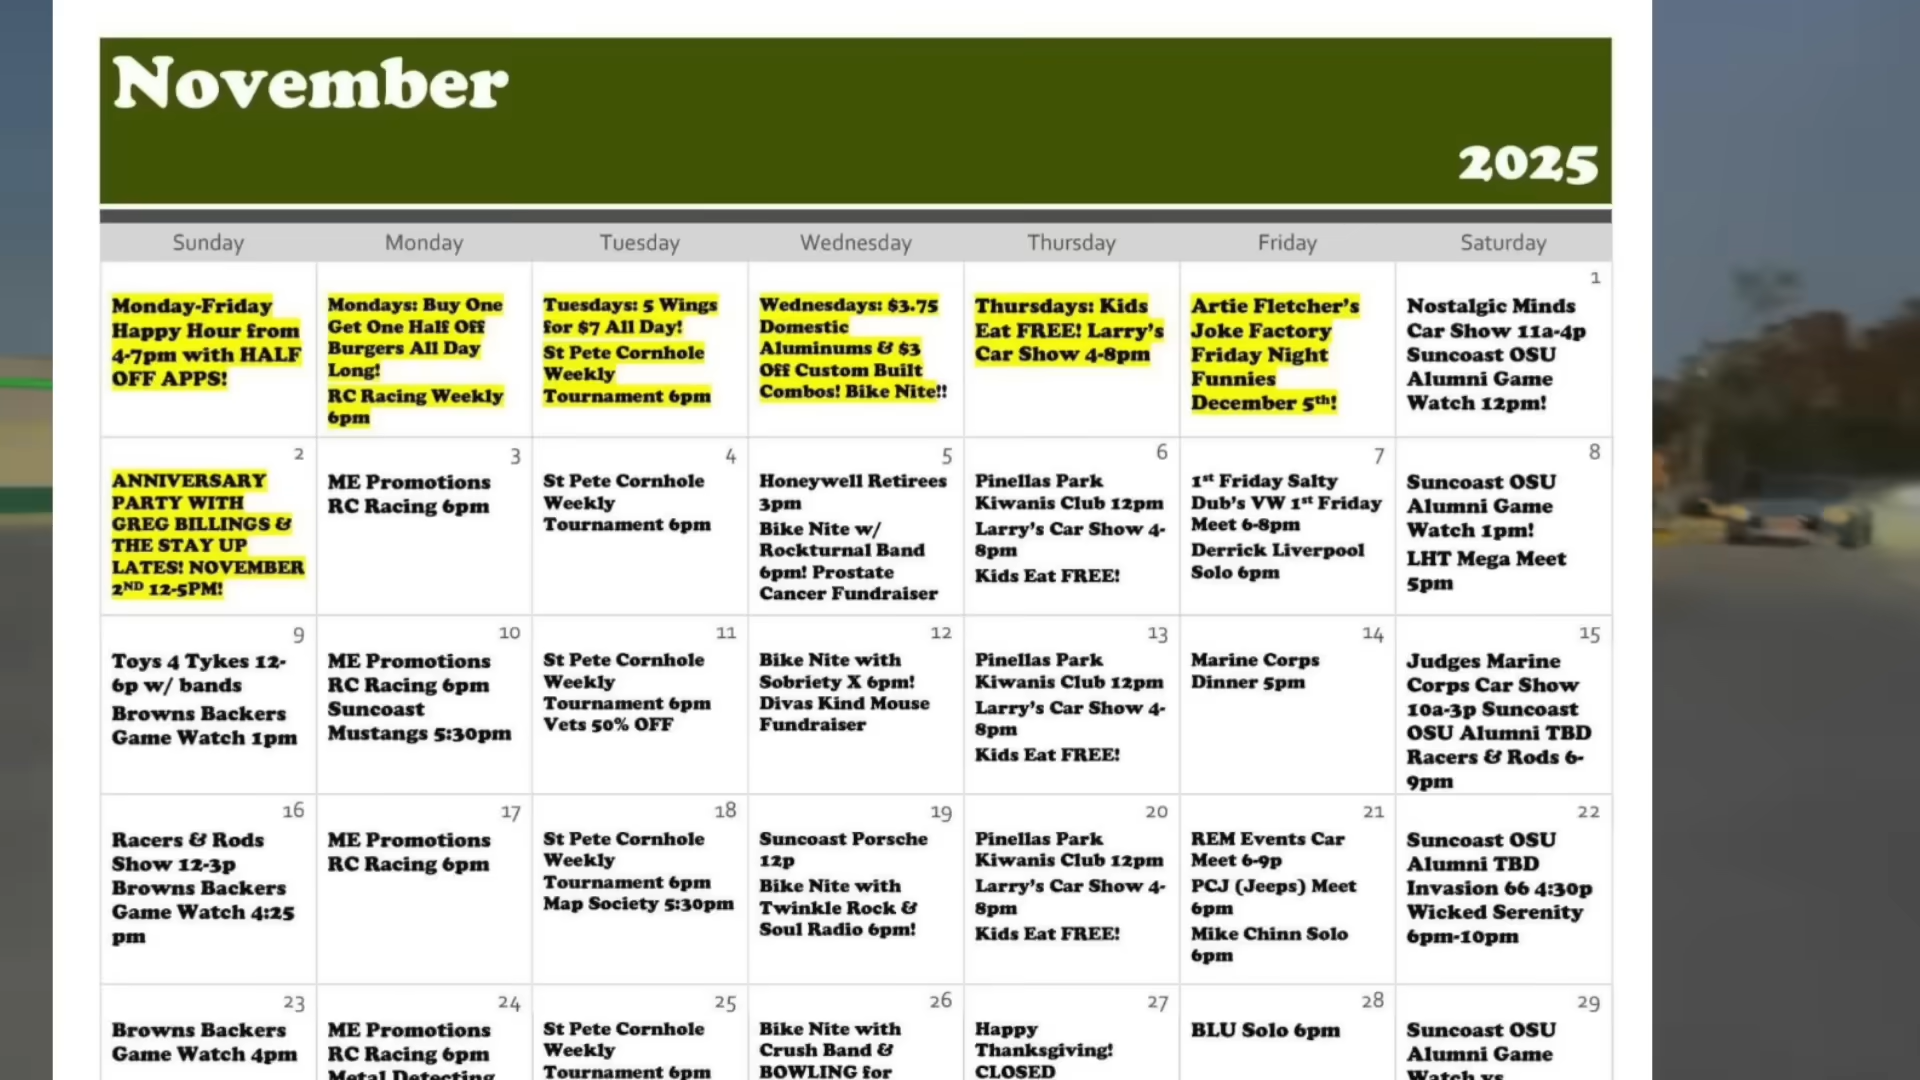 November
2025
Sunday
Monday
Tuesday
Wednesday
Thursday
Friday
Saturday
Monday-Friday
Happy Hour from
4-7pm with HALF
OFF APPS!
Mondays: Buy One
Get One Half Off
Burgers All Day
Long!
RC Racing Weekly
6pm
Tuesdays: 5 Wings
for $7 All Day!
St Pete Cornhole
Weekly
Tournament 6pm
Wednesdays: $3.75
Domestic
Aluminums & $3
Off Custom Built
Combos! Bike Nite!!
Thursdays: Kids
Eat FREE! Larry's
Car Show 4-8pm
Artie Fletcher's
Joke Factory
Friday Night
Funnies
December 5th!
1
Nostalgic Minds
Car Show 11a-4p
Suncoast OSU
Alumni Game
Watch 12pm!
2
ANNIVERSARY
PARTY WITH
GREG BILLINGS &
THE STAY UP
LATES! NOVEMBER
2ND 12-5PM!
3
ME Promotions
RC Racing 6pm
4
St Pete Cornhole
Weekly
Tournament 6pm
5
Honeywell Retirees
3pm
Bike Nite w/
Rockturnal Band
6pm! Prostate
Cancer Fundraiser
6
Pinellas Park
Kiwanis Club 12pm
Larry's Car Show 4-
8pm
Kids Eat FREE!
7
1st Friday Salty
Dub's VW 1st Friday
Meet 6-8pm
Derrick Liverpool
Solo 6pm
8
Suncoast OSU
Alumni Game
Watch 1pm!
LHT Mega Meet
5pm
9
Toys 4 Tykes 12-
6p w/ bands
Browns Backers
Game Watch 1pm
10
ME Promotions
RC Racing 6pm
Suncoast
Mustangs 5:30pm
11
St Pete Cornhole
Weekly
Tournament 6pm
Vets 50% OFF
12
Bike Nite with
Sobriety X 6pm!
Divas Kind Mouse
Fundraiser
13
Pinellas Park
Kiwanis Club 12pm
Larry's Car Show 4-
8pm
Kids Eat FREE!
14
Marine Corps
Dinner 5pm
15
Judges Marine
Corps Car Show
10a-3p Suncoast
OSU Alumni TBD
Racers & Rods 6-
9pm
16
Racers & Rods
Show 12-3p
Browns Backers
Game Watch 4:25
pm
17
ME Promotions
RC Racing 6pm
18
St Pete Cornhole
Weekly
Tournament 6pm
Map Society 5:30pm
19
Suncoast Porsche
12p
Bike Nite with
Twinkle Rock &
Soul Radio 6pm!
20
Pinellas Park
Kiwanis Club 12pm
Larry's Car Show 4-
8pm
Kids Eat FREE!
21
REM Events Car
Meet 6-9p
PCJ (Jeeps) Meet
6pm
Mike Chinn Solo
6pm
22
Suncoast OSU
Alumni TBD
Invasion 66 4:30p
Wicked Serenity
6pm-10pm
23
Browns Backers
Game Watch 4pm
24
ME Promotions
RC Racing 6pm
Metal Detecting
25
St Pete Cornhole
Weekly
Tournament 6pm
26
Bike Nite with
Crush Band &
BOWLING for
27
Happy
Thanksgiving!
CLOSED
28
BLU Solo 6pm
29
Suncoast OSU
Alumni Game
Watch vs